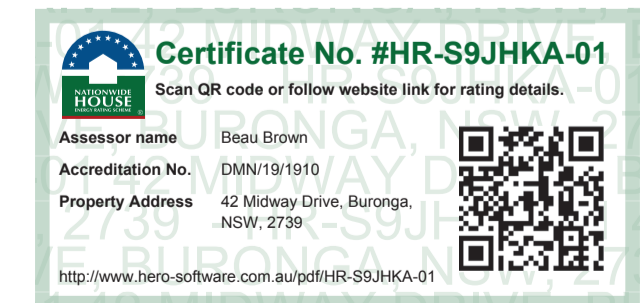 Certificate No. #HR-S9JHKA-01
Scan QR code or follow website link for rating details.
NATIONWIDE
HOUSE
ENERGY RATING SCHEME
®
Assessor name Beau Brown
Accreditation No. DMN/19/1910
Property Address 42 Midway Drive, Buronga,
NSW, 2739
http://www.hero-software.com.au/pdf/HR-S9JHKA-01